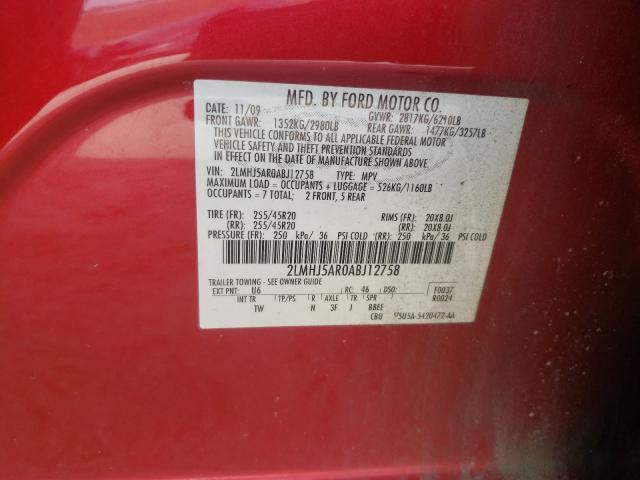 MFD. BY FORD MOTOR CO.
DATE: 11/09 GVWR: 2817KG/6210LB
FRONT GAWR: 1352KG/2980LB REAR GAWR: 1477KG/3257LB
THIS VEHICLE CONFORMS TO ALL APPLICABLE FEDERAL MOTOR
VEHICLE SAFETY AND THEFT PREVENTION STANDARDS
IN EFFECT ON THE DATE OF MANUFACTURE SHOWN ABOVE.
VIN: 2LMHJ5AR0ABJ12758 TYPE: MPV
MAXIMUM LOAD = OCCUPANTS + LUGGAGE = 526KG/1160LB
OCCUPANTS = 7 TOTAL; 2 FRONT, 5 REAR
TIRE (FR): 255/45R20 RIMS (FR): 20X8.0J
(RR): 255/45R20 (RR): 20X8.0J
PRESSURE (FR): 250 kPa/ 36 PSI COLD (RR): 250 kPa/ 36 PSI COLD
2LMHJ5AR0ABJ12758
TRAILER TOWING - SEE OWNER GUIDE
EXT PNT: U6 RC: 46 DSO: F0037
R0024
INT TR TP/PS R AXLE TR SPR
TW N 3F J BBEE
CBU 5U5A-5420472-AA